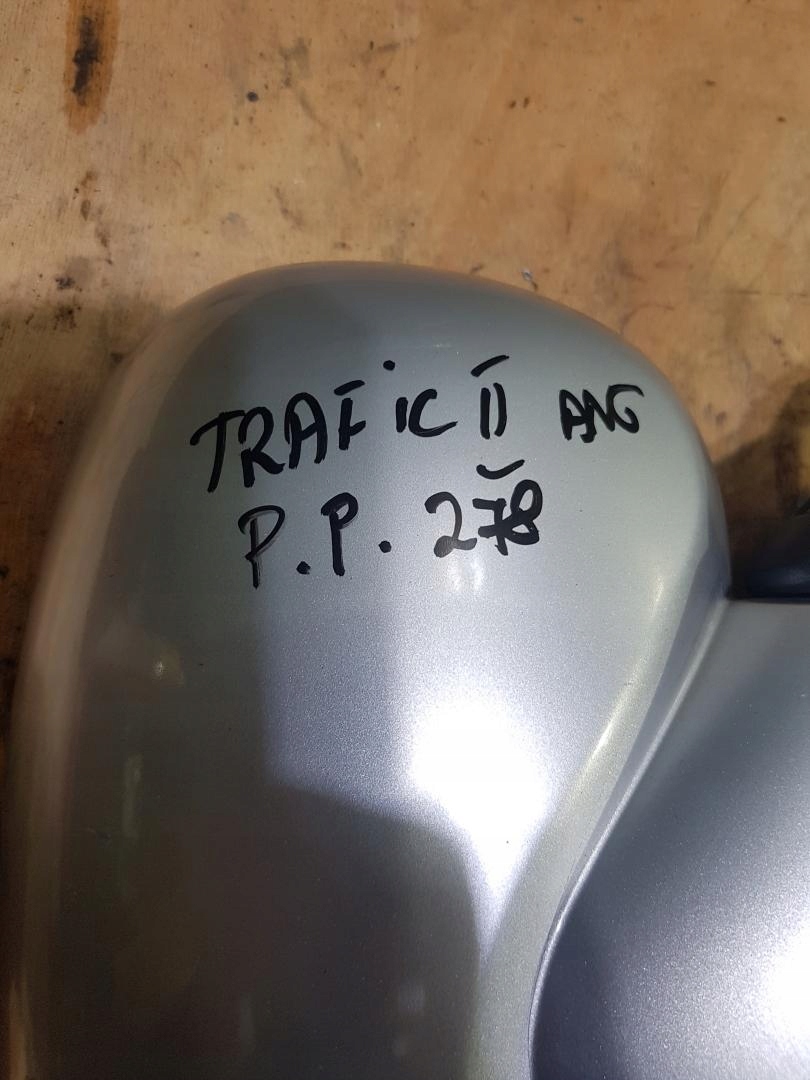 TRAFiC II ANG
P.P. 278